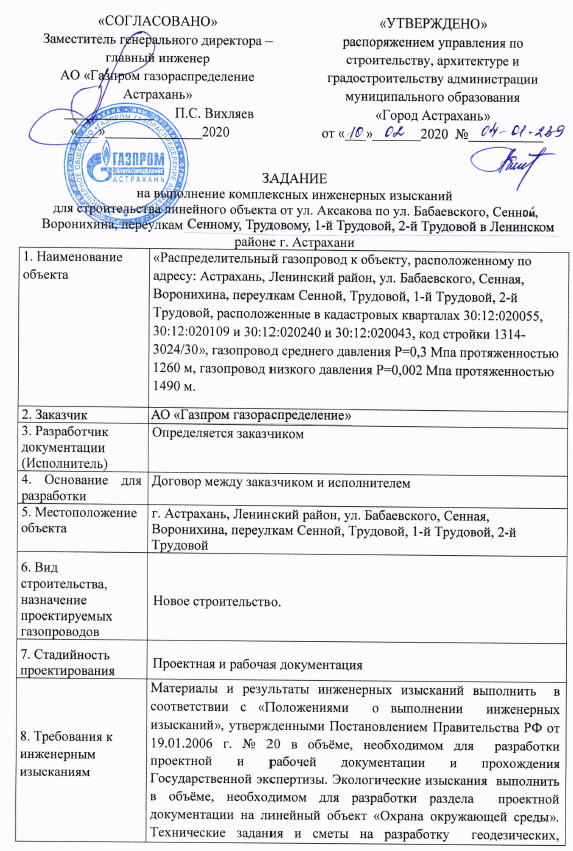 «СОГЛАСОВАНО»
Заместитель генерального директора –
главный инженер
АО «Газпром газораспределение
Астрахань»
П.С. Вихляев
« » 2020
«УТВЕРЖДЕНО»
распоряжением управления по
строительству, архитектуре и
градостроительству администрации
муниципального образования
«Город Астрахань»
от «10» 02 2020 № 04-01-239
ГАЗПРОМ
ГАЗОРАСПРЕДЕЛЕНИЕ
АСТРАХАНЬ
ЗАДАНИЕ
на выполнение комплексных инженерных изысканий
для строительства линейного объекта от ул. Аксакова по ул. Бабаевского, Сенной,
Воронихина, переулкам Сенному, Трудовому, 1-й Трудовой, 2-й Трудовой в Ленинском
районе г. Астрахани
1. Наименование
объекта
«Распределительный газопровод к объекту, расположенному по
адресу: Астрахань, Ленинский район, ул. Бабаевского, Сенная,
Воронихина, переулкам Сенной, Трудовой, 1-й Трудовой, 2-й
Трудовой, расположенные в кадастровых кварталах 30:12:020055,
30:12:020109 и 30:12:020240 и 30:12:020043, код стройки 1314-
3024/30», газопровод среднего давления Р=0,3 Мпа протяженностью
1260 м, газопровод низкого давления Р=0,002 Мпа протяженностью
1490 м.
2. Заказчик
АО «Газпром газораспределение»
3. Разработчик
документации
(Исполнитель)
Определяется заказчиком
4. Основание для
разработки
Договор между заказчиком и исполнителем
5. Местоположение
объекта
г. Астрахань, Ленинский район, ул. Бабаевского, Сенная,
Воронихина, переулкам Сенной, Трудовой, 1-й Трудовой, 2-й
Трудовой
6. Вид
строительства,
назначение
проектируемых
газопроводов
Новое строительство.
7. Стадийность
проектирования
Проектная и рабочая документация
8. Требования к
инженерным
изысканиям
Материалы и результаты инженерных изысканий выполнить в
соответствии с «Положениями о выполнении инженерных
изысканий», утвержденными Постановлением Правительства РФ от
19.01.2006 г. № 20 в объёме, необходимом для разработки
проектной и рабочей документации и прохождения
Государственной экспертизы. Экологические изыскания выполнить
в объёме, необходимом для разработки раздела проектной
документации на линейный объект «Охрана окружающей среды».
Технические задания и сметы на разработку геодезических,